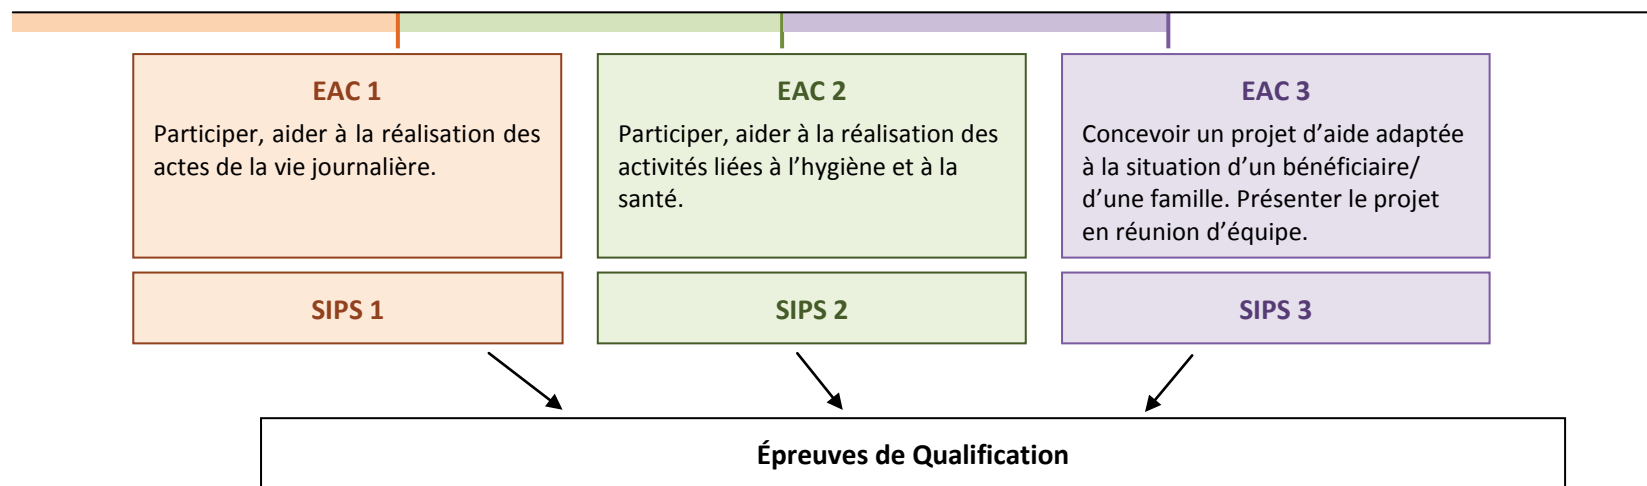 EAC 1
Participer, aider à la réalisation des
actes de la vie journalière.
EAC 2
Participer, aider à la réalisation des
activités liées à l’hygiène et à la
santé.
EAC 3
Concevoir un projet d’aide adaptée
à la situation d’un bénéficiaire/
d’une famille. Présenter le projet
en réunion d’équipe.
SIPS 1
SIPS 2
SIPS 3
Épreuves de Qualification